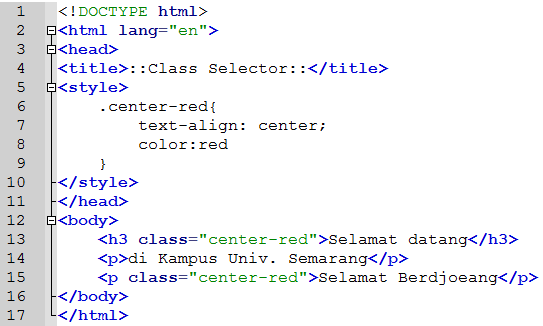 1 <!DOCTYPE html>
2 <html lang="en">
3 <head>
4 <title>::Class Selector::</title>
5 <style>
6     .center-red{
7         text-align: center;
8         color:red
9     }
10 </style>
11 </head>
12 <body>
13     <h3 class="center-red">Selamat datang</h3>
14     <p>di Kampus Univ. Semarang</p>
15     <p class="center-red">Selamat Berdjoeang</p>
16 </body>
17 </html>